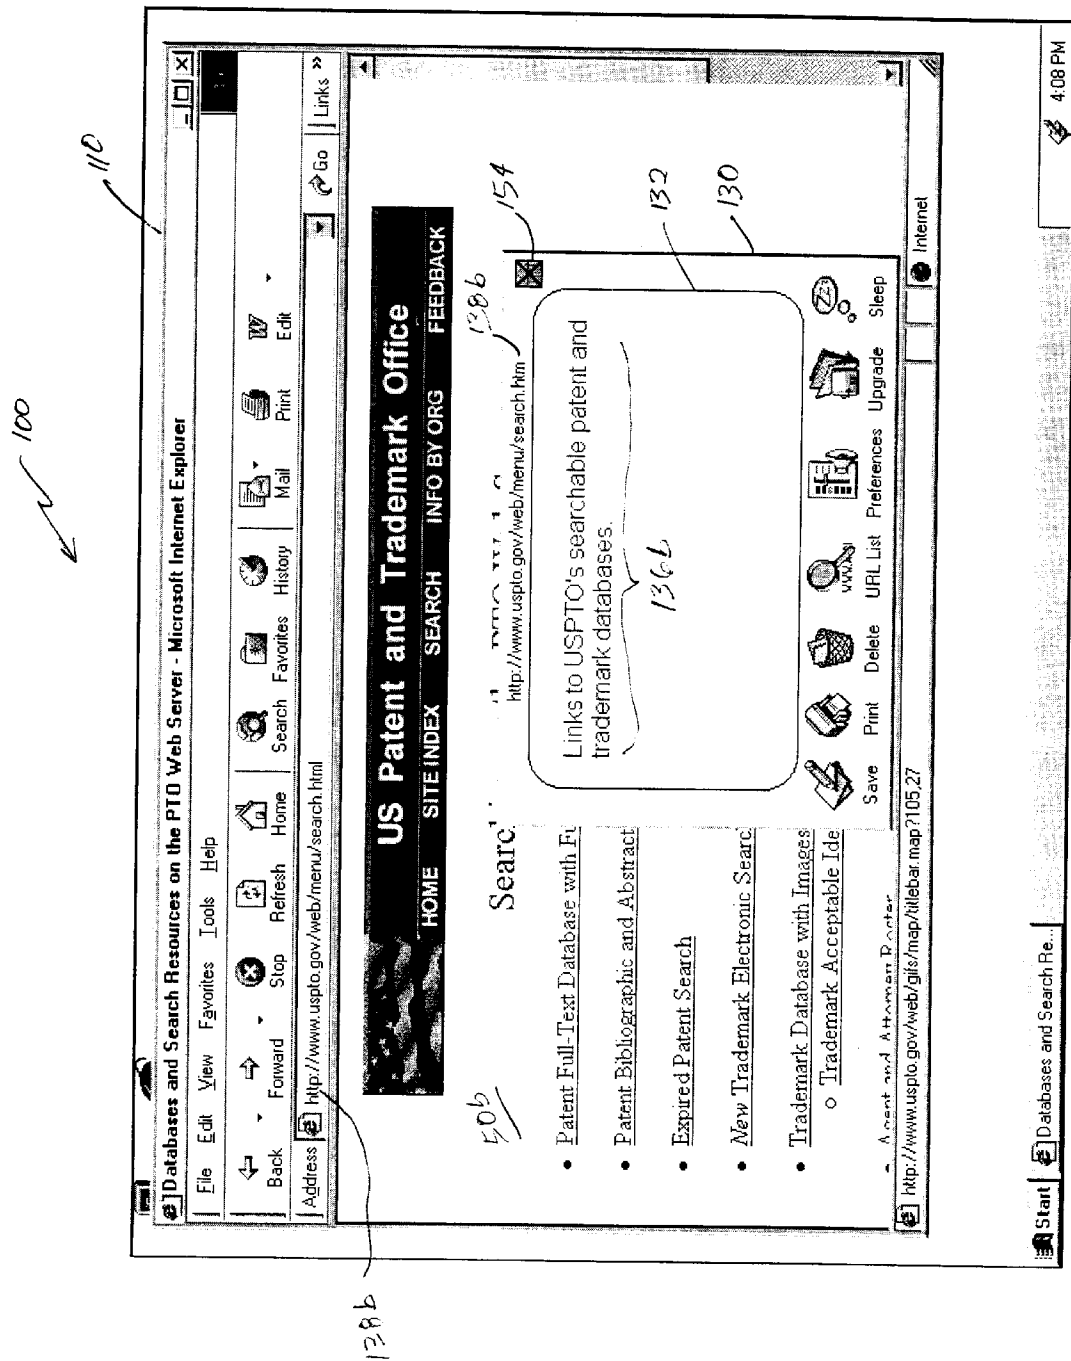 100
110
Databases and Search Resources on the PTO Web Server - Microsoft Internet Explorer
File Edit View Favorites Tools Help
Back Forward Stop Refresh Home Search Favorites History Mail Print Edit
Address http://www.uspto.gov/web/menu/search.html Go Links »
138b
US Patent and Trademark Office
HOME SITE INDEX SEARCH INFO BY ORG FEEDBACK
50b
138b
154
Searc
http://www.uspto.gov/web/menu/search.htm
132
130
• Patent Full-Text Database with Fu
• Patent Bibliographic and Abstract
• Expired Patent Search
• New Trademark Electronic Searc
• Trademark Database with Images
○ Trademark Acceptable Ide
• Agent and Attorney Roster
Links to USPTO's searchable patent and
trademark databases.
136b
Save Print Delete URL List Preferences Upgrade Sleep
http://www.uspto.gov/web/gifs/map/titlebar.map?105,27 Internet
Start Databases and Search Re... 4:08 PM